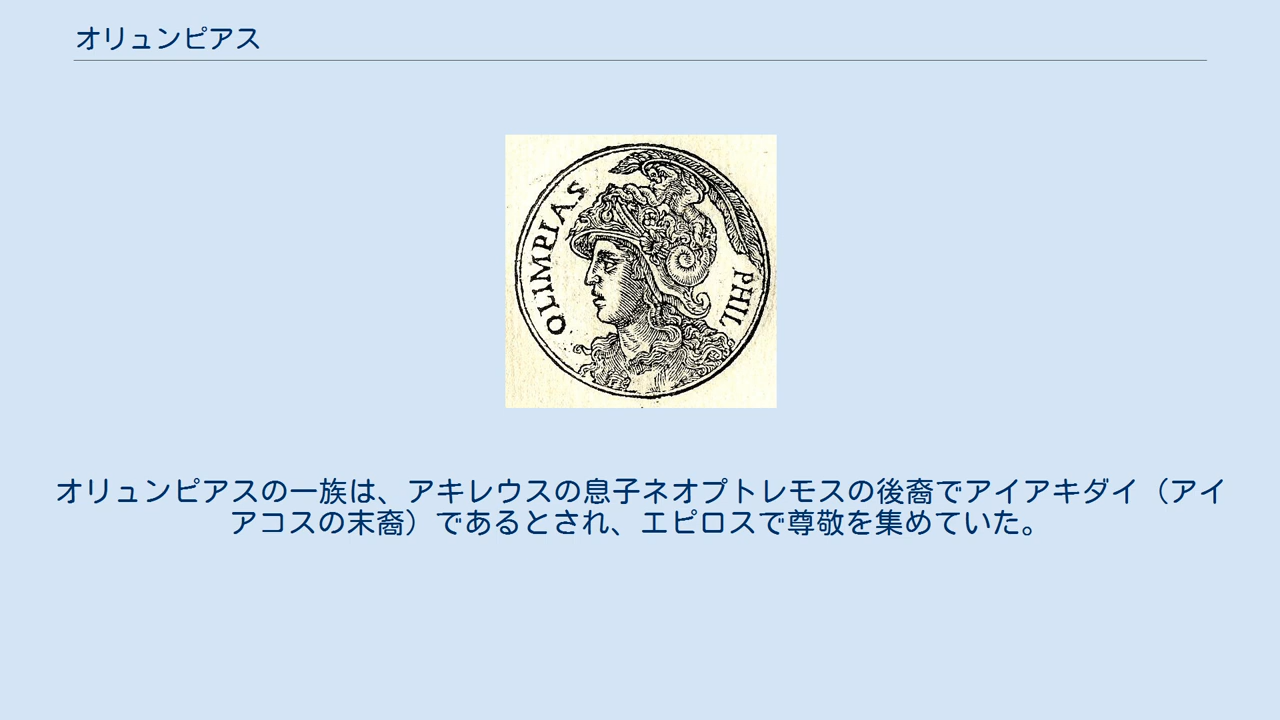 オリュンピアス
OLIMPIAS
PHIL
オリュンピアスの一族は、アキレウスの息子ネオプトレモスの後裔でアイアキダイ（アイ
アコスの末裔）であるとされ、エピロスで尊敬を集めていた。